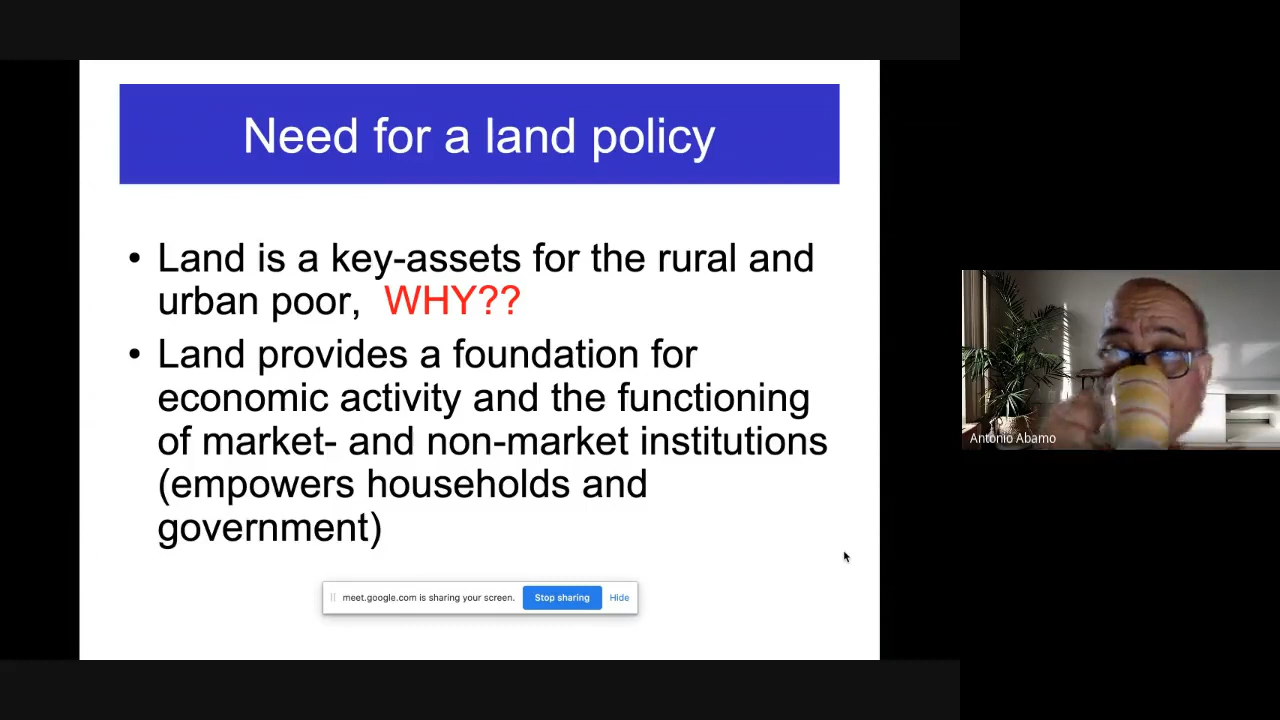 Need for a land policy
• Land is a key-assets for the rural and
urban poor, WHY??
• Land provides a foundation for
economic activity and the functioning
of market- and non-market institutions
(empowers households and
government)
meet.google.com is sharing your screen. Stop sharing Hide
Antonio Abamo